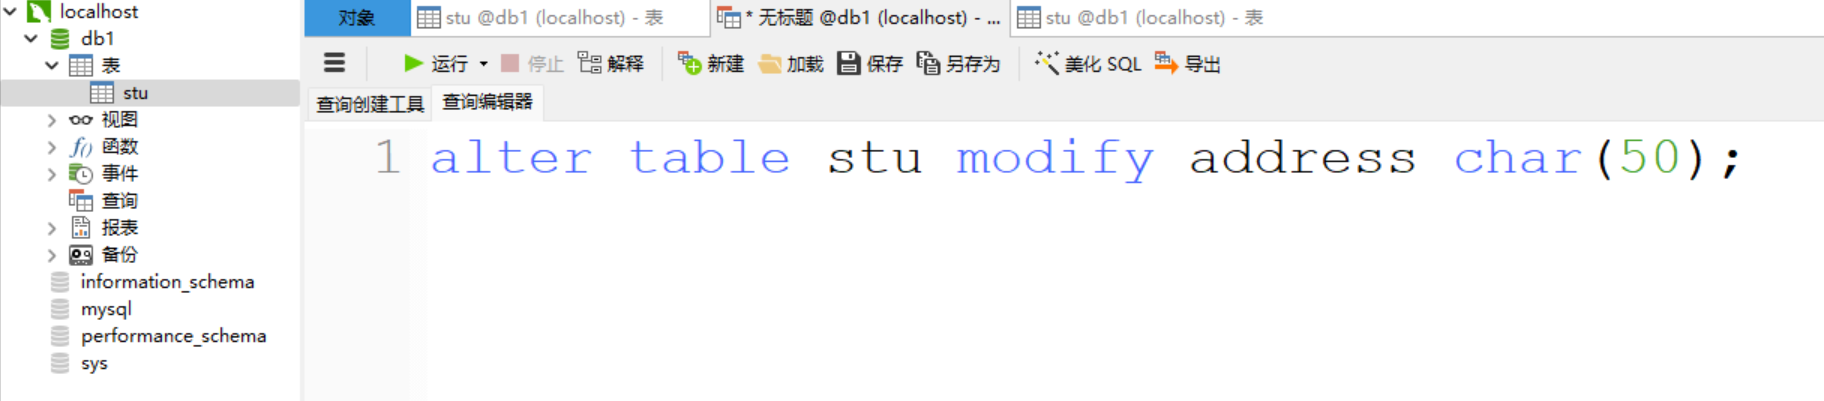 localhost
db1
表
stu
视图
函数
事件
查询
报表
备份
information_schema
mysql
performance_schema
sys
对象 stu @db1 (localhost) - 表 * 无标题 @db1 (localhost) - ... stu @db1 (localhost) - 表
运行 停止 解释 新建 加载 保存 另存为 美化 SQL 导出
查询创建工具 查询编辑器
1 alter table stu modify address char(50);